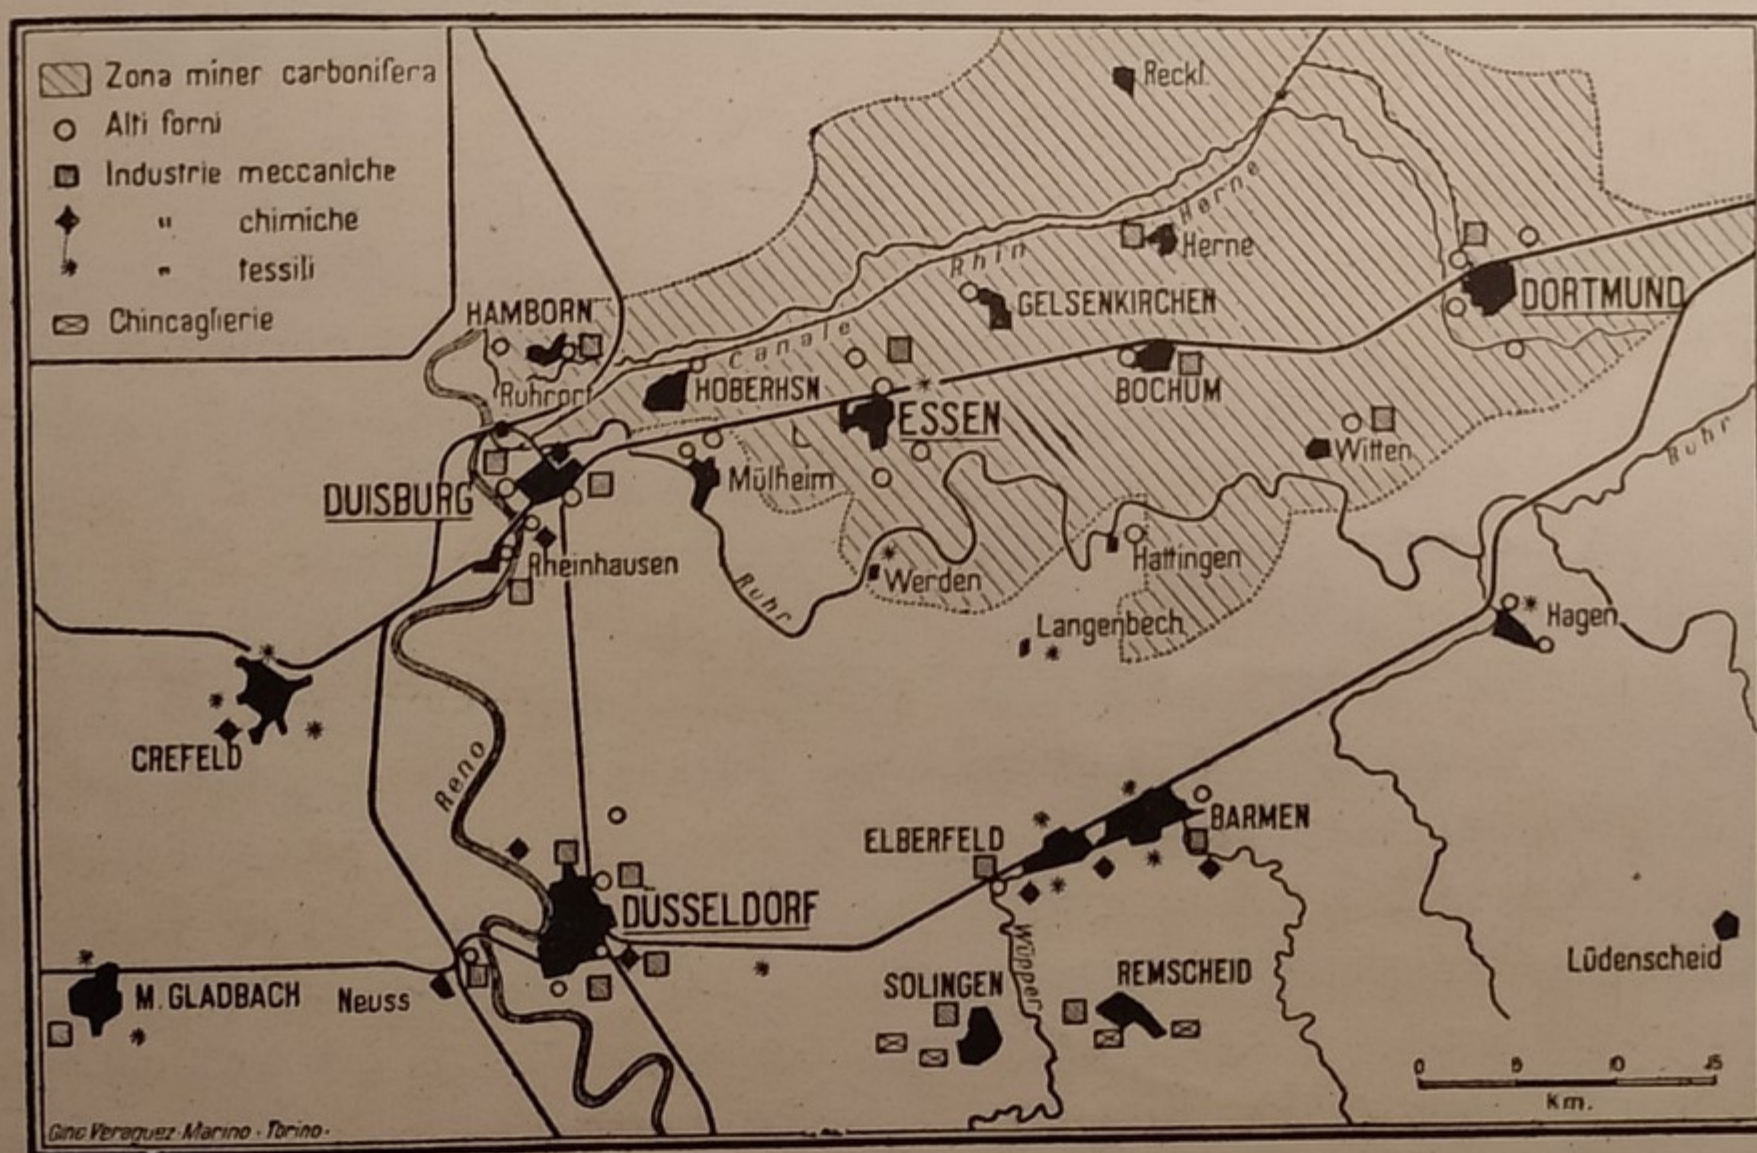 Zona miner carbonifera
Alti forni
Industrie meccaniche
" chimiche
" tessili
Chincaglierie
Reckl.
Herne
Rhin
Canale
Herne
HAMBORN
GELSENKIRCHEN
DORTMUND
Ruhrort
HOBERHSN
ESSEN
BOCHUM
Witten
Ruhr
DUISBURG
Mülheim
Rheinhausen
Ruhr
Werden
Hattingen
Langenbech
Hagen
CREFELD
Reno
ELBERFELD
BARMEN
DÜSSELDORF
Wupper
Lüdenscheid
M. GLADBACH
Neuss
SOLINGEN
REMSCHEID
0 5 10 15
Km.
Gino Veraguez-Marino - Torino-